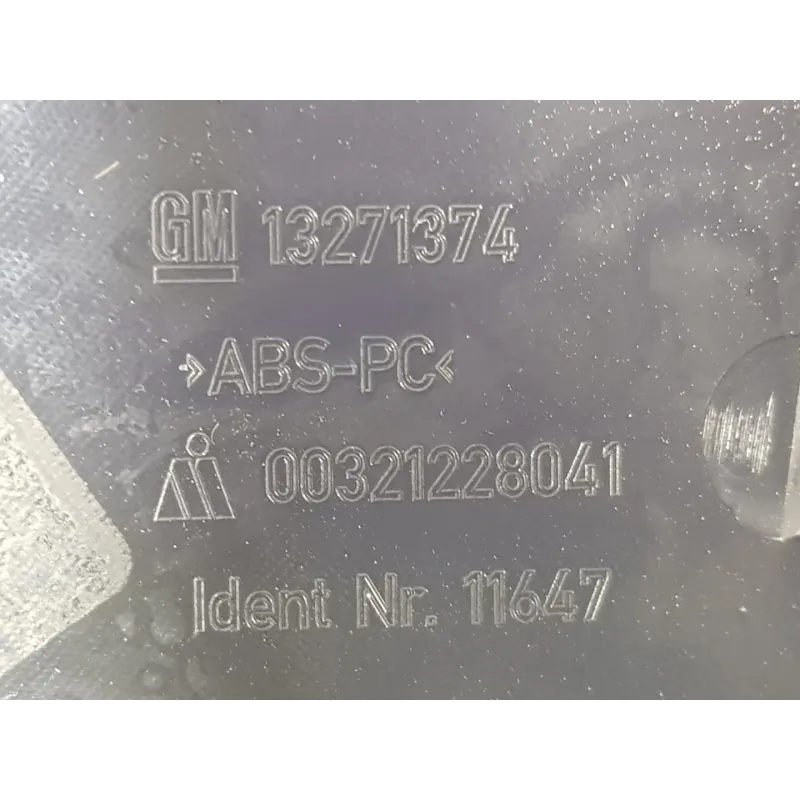 GM 13271374
>ABS-PC<
00321228041
Ident Nr. 11647